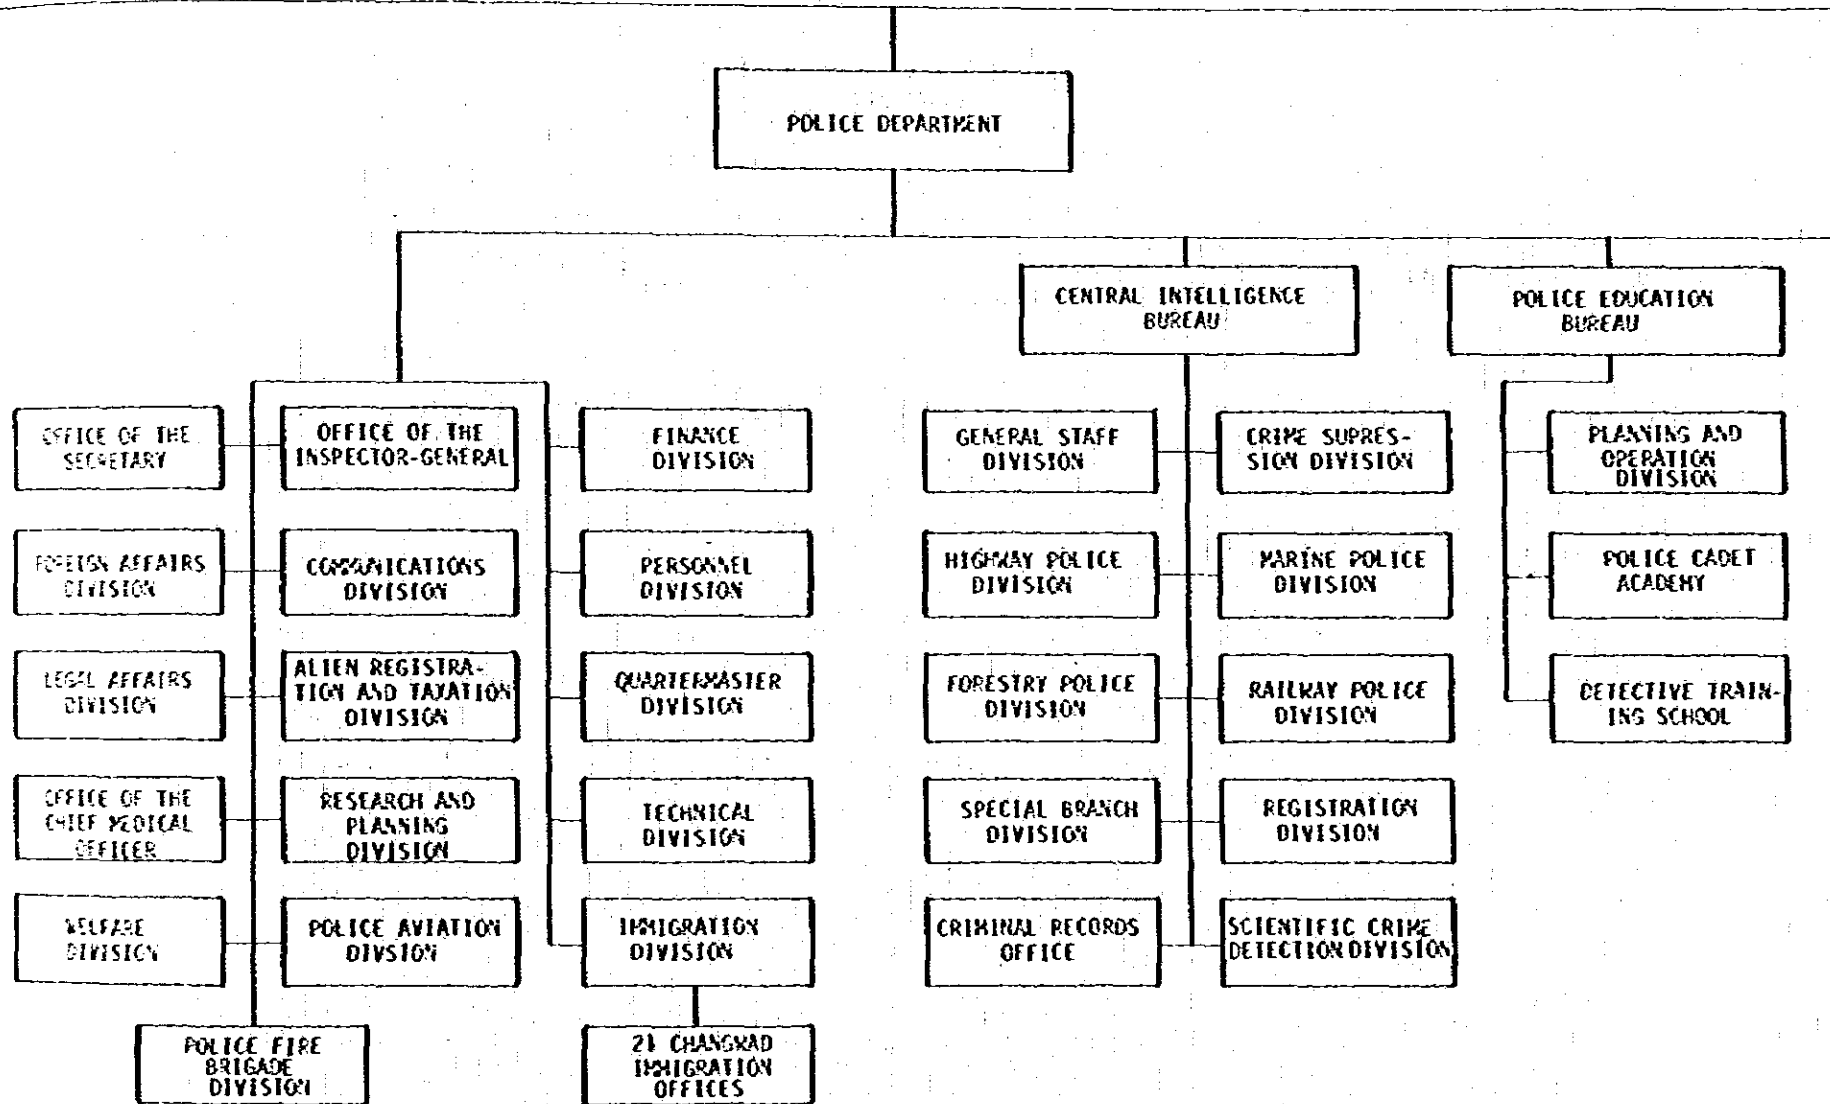 POLICE DEPARTMENT
CENTRAL INTELLIGENCE
BUREAU
POLICE EDUCATION
BUREAU
OFFICE OF THE
SECRETARY
OFFICE OF THE
INSPECTOR-GENERAL
FINANCE
DIVISION
GENERAL STAFF
DIVISION
CRIME SUPRES-
SION DIVISION
PLANNING AND
OPERATION
DIVISION
FOREIGN AFFAIRS
DIVISION
COMMUNICATIONS
DIVISION
PERSONNEL
DIVISION
HIGHWAY POLICE
DIVISION
MARINE POLICE
DIVISION
POLICE CADET
ACADEMY
LEGAL AFFAIRS
DIVISION
ALIEN REGISTRA-
TION AND TAXATION
DIVISION
QUARTERMASTER
DIVISION
FORESTRY POLICE
DIVISION
RAILWAY POLICE
DIVISION
DETECTIVE TRAIN-
ING SCHOOL
OFFICE OF THE
CHIEF MEDICAL
OFFICER
RESEARCH AND
PLANNING
DIVISION
TECHNICAL
DIVISION
SPECIAL BRANCH
DIVISION
REGISTRATION
DIVISION
WELFARE
DIVISION
POLICE AVIATION
DIVSION
IMMIGRATION
DIVISION
CRIMINAL RECORDS
OFFICE
SCIENTIFIC CRIME
DETECTION DIVISION
POLICE FIRE
BRIGADE
DIVISION
21 CHANGWAD
IMMIGRATION
OFFICES